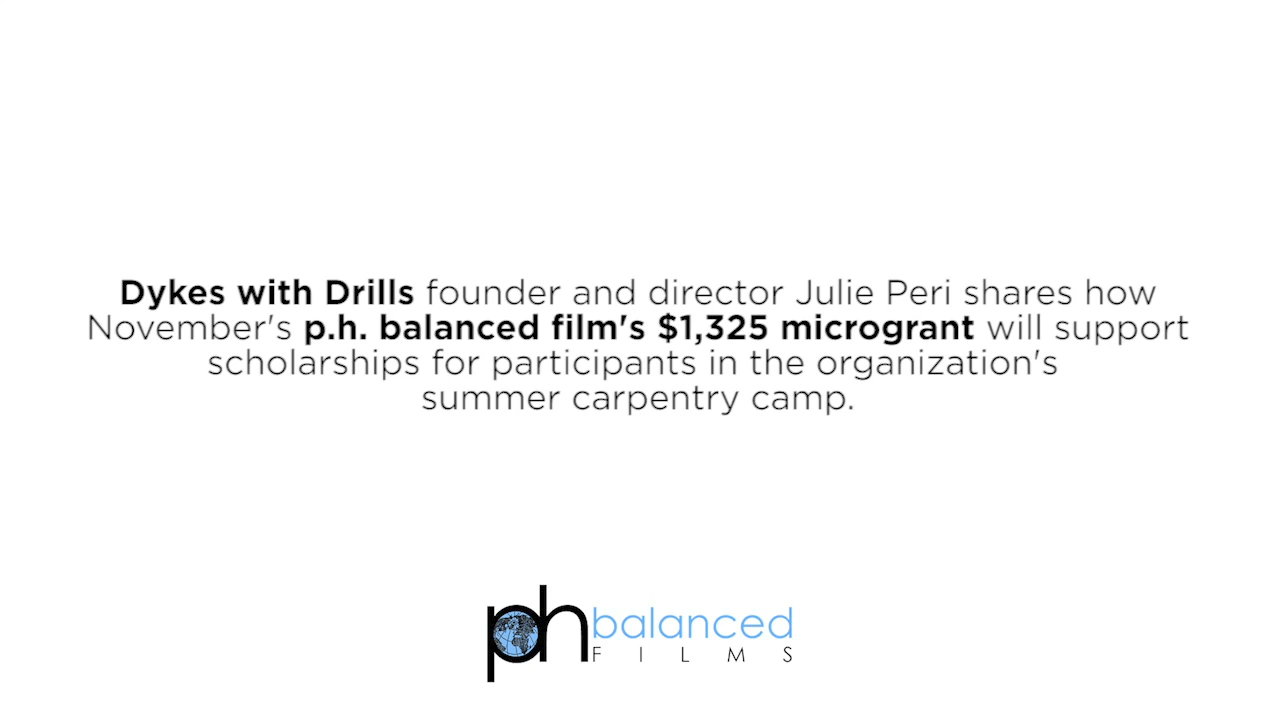 Dykes with Drills founder and director Julie Peri shares how
November's p.h. balanced film's $1,325 microgrant will support
scholarships for participants in the organization's
summer carpentry camp.
ph balanced
FILMS